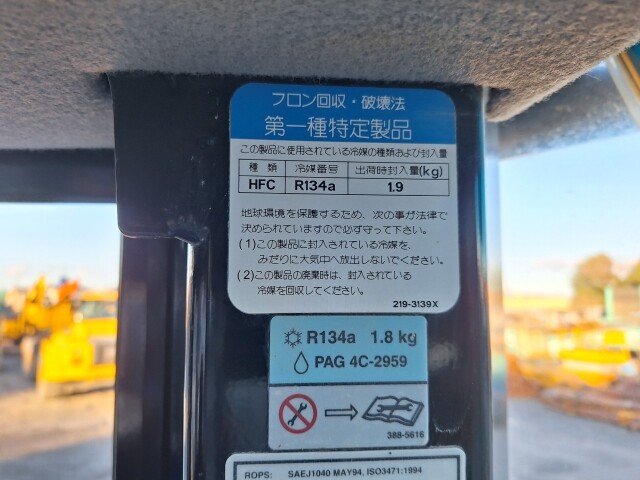 フロン回収・破壊法
第一種特定製品
この製品に使用されている冷媒の種類および封入量
種類 冷媒番号 出荷時封入量(kg)
HFC R134a 1.9
地球環境を保護するため、次の事が法律で
決められていますので必ず守って下さい。
(1)この製品に封入されている冷媒を、
みだりに大気中へ放出しないでください。
(2)この製品の廃棄時は、封入されている
冷媒を回収してください。
219-3139X
R134a 1.8 kg
PAG 4C-2959
388-5616
ROPS: SAEJ1040 MAY94, ISO3471:1994